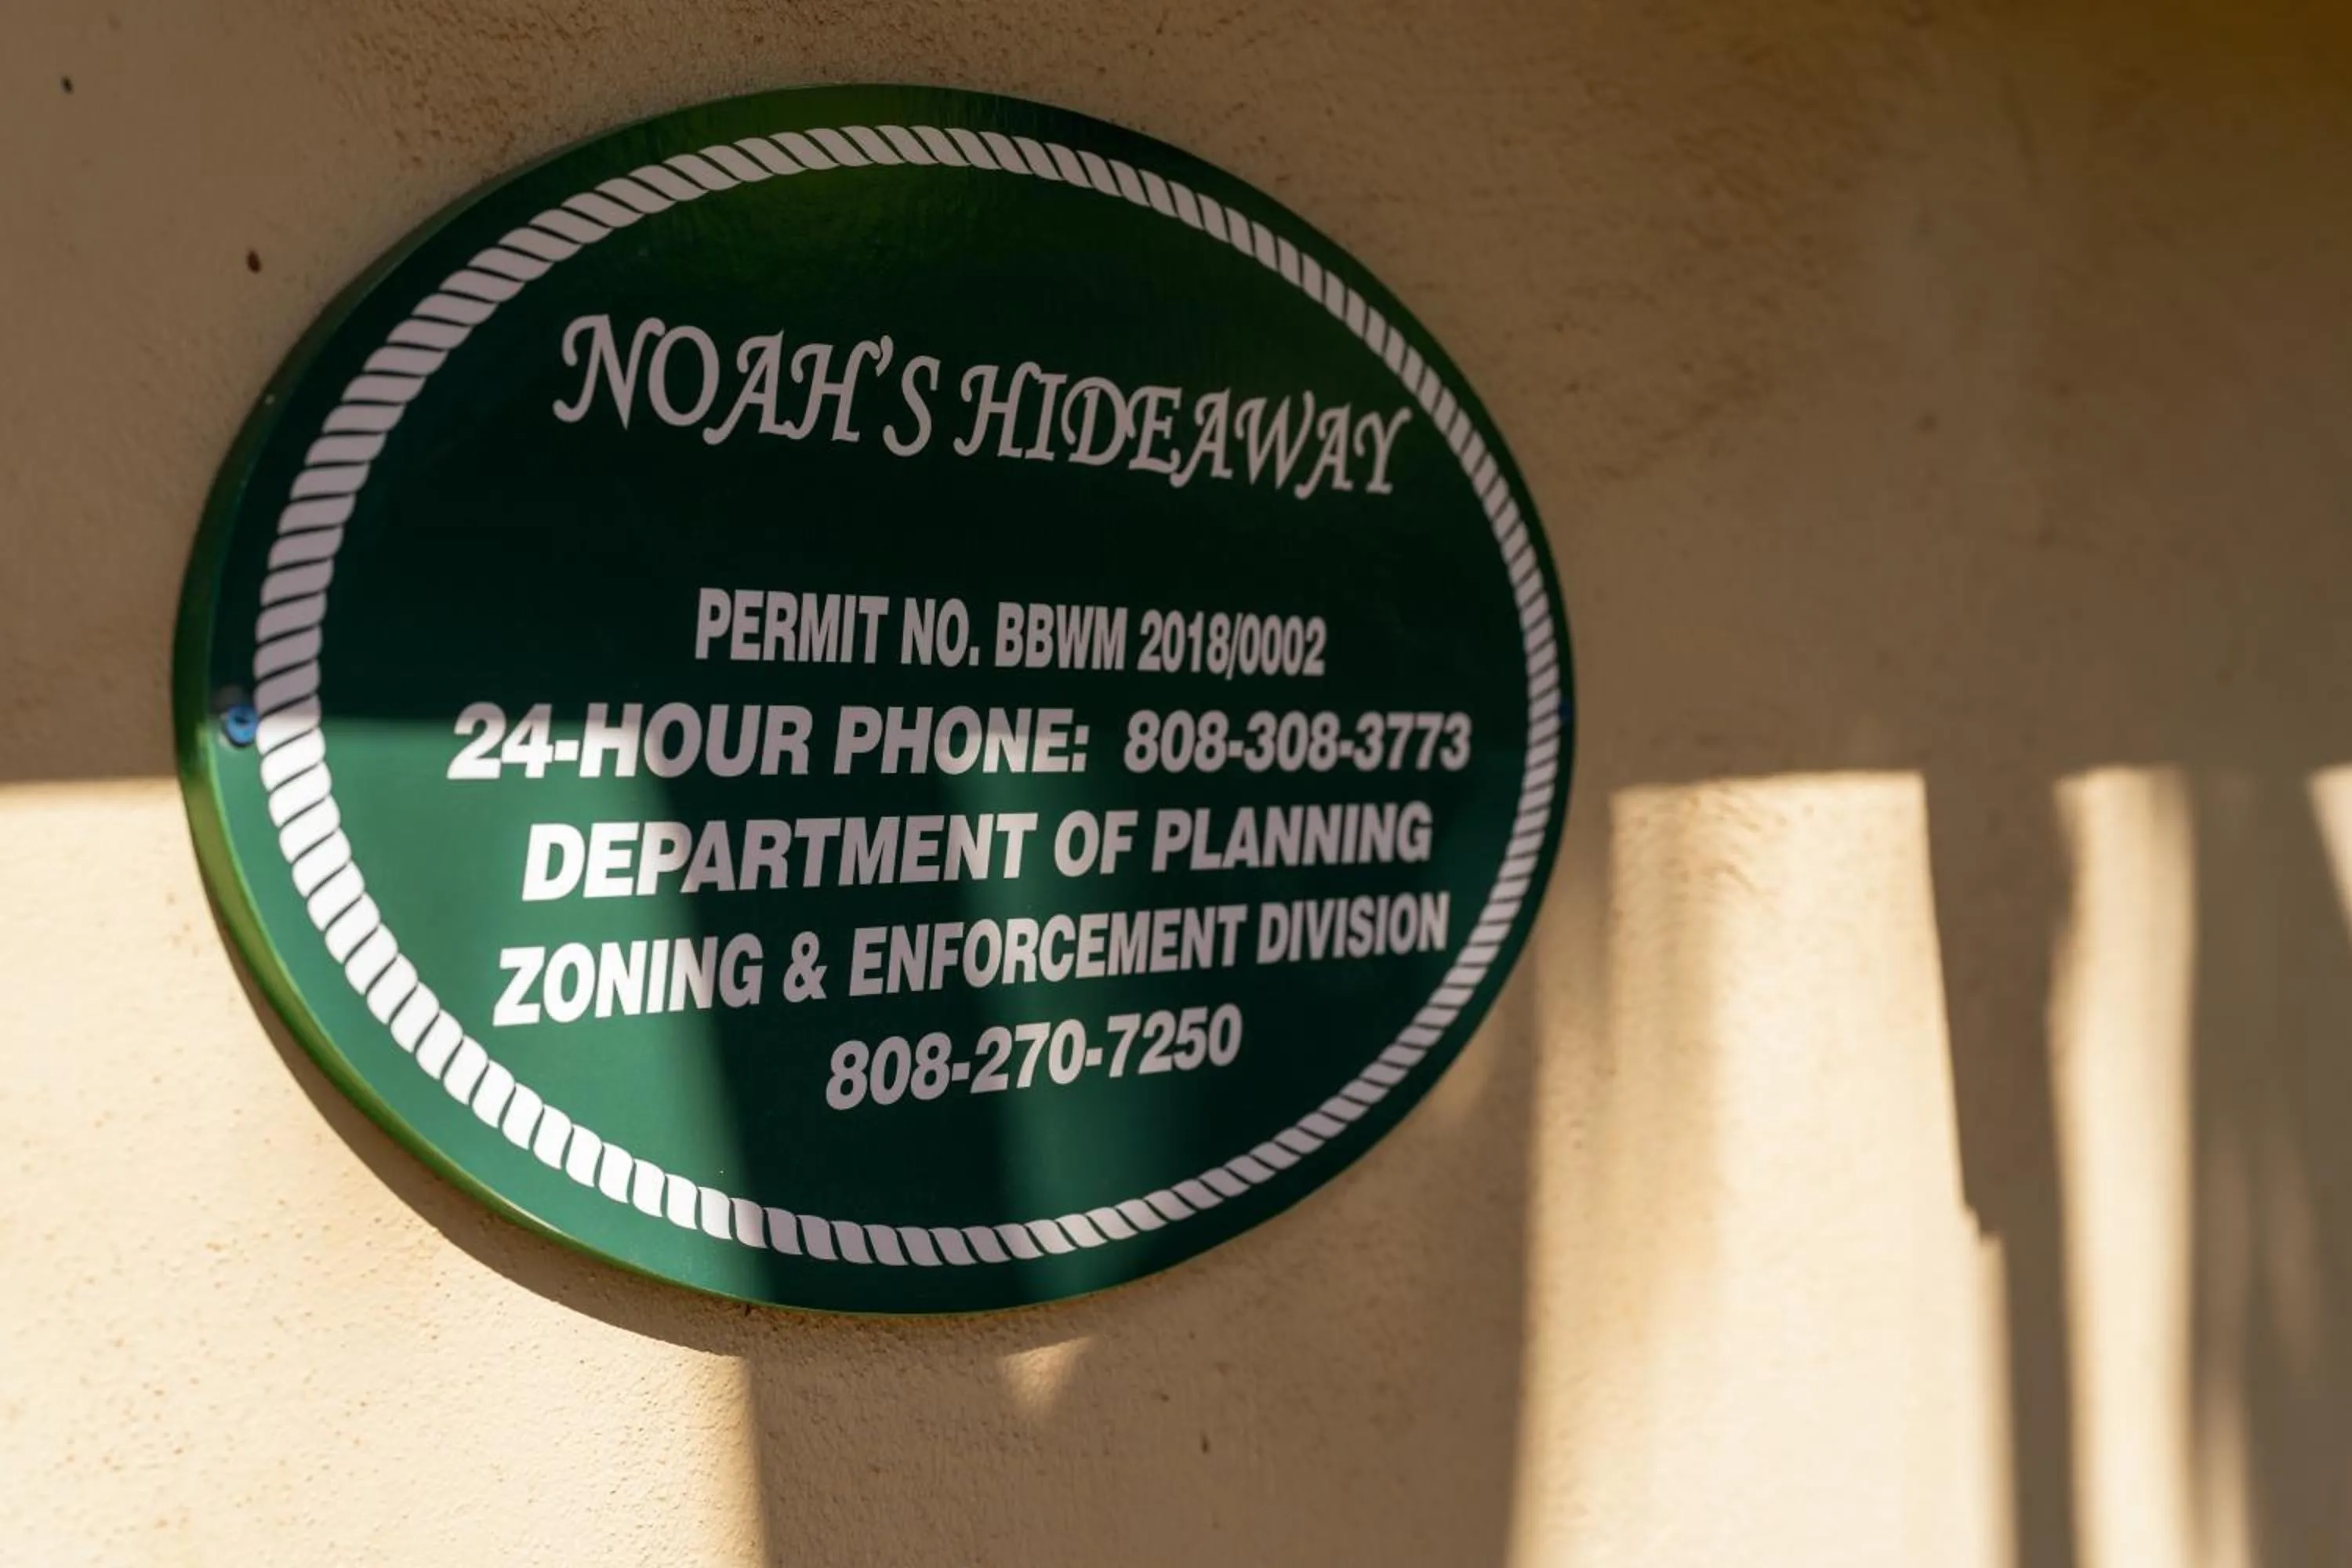 NOAH'S HIDEAWAY
PERMIT NO. BBWM 2018/0002
24-HOUR PHONE: 808-308-3773
DEPARTMENT OF PLANNING
ZONING & ENFORCEMENT DIVISION
808-270-7250